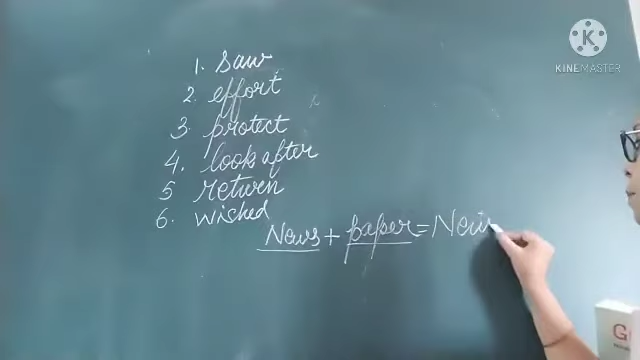 1. saw
2. effort
3. protect
4. look after
5 return
6. wished
News + paper = New
KINEMASTER
G